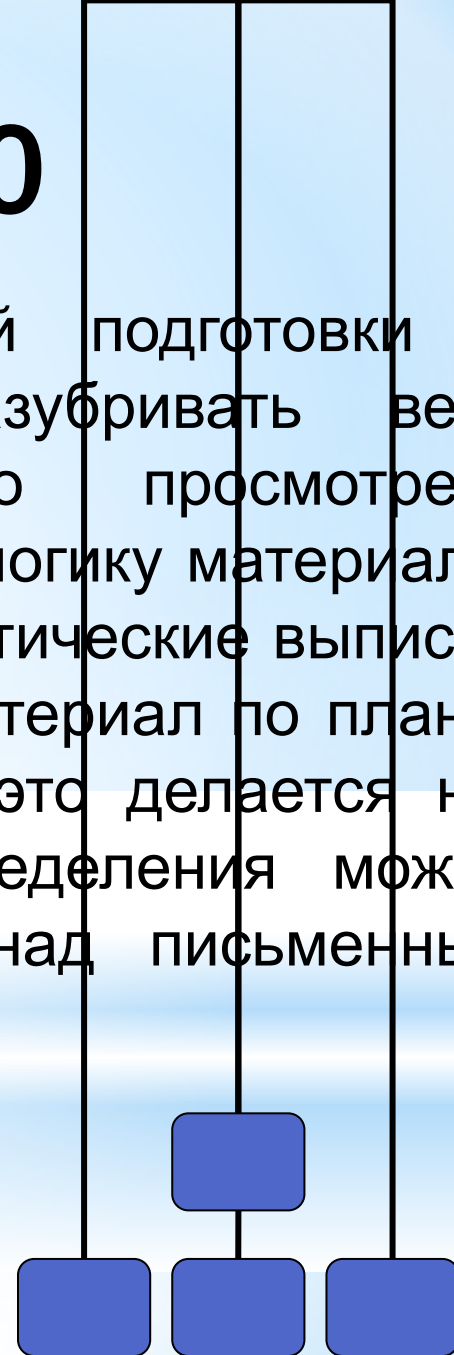 р
й подготовки
зубривать ве
о просмотре
логику материал
тические выпис
териал по план
это делается н
еделения мож
над письменны